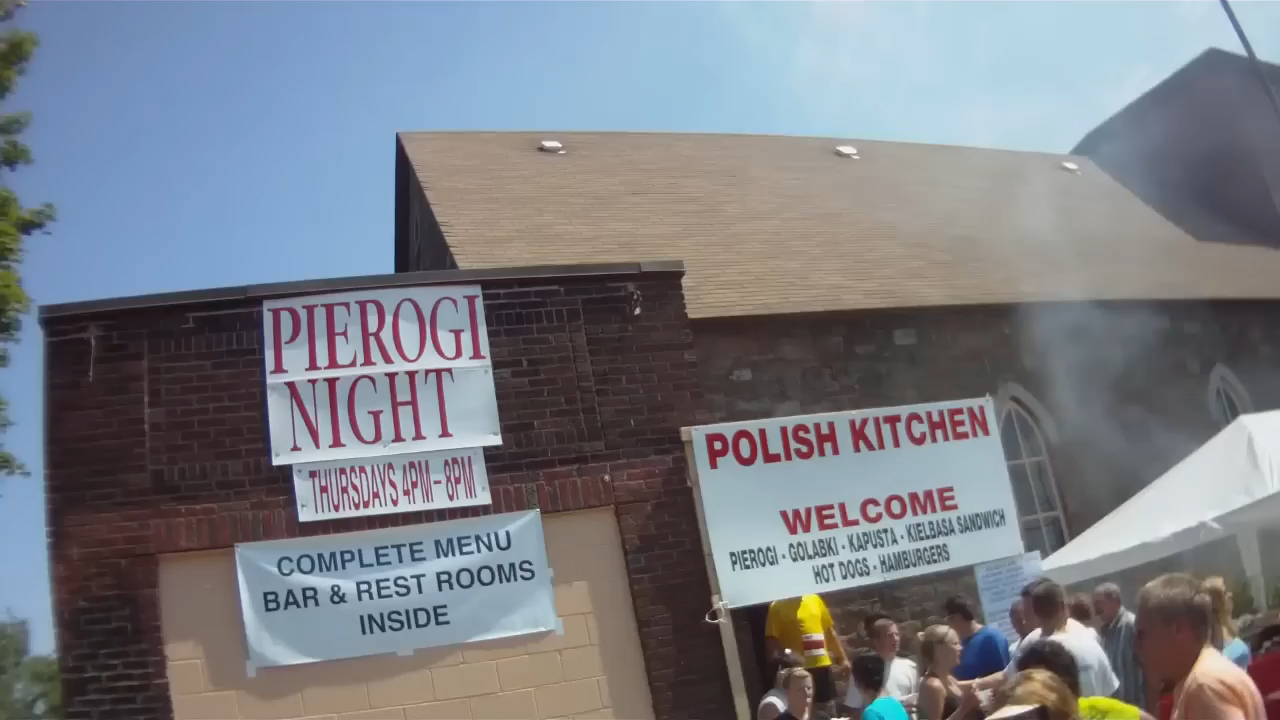 PIEROGI
NIGHT
THURSDAYS 4PM-8PM
COMPLETE MENU
BAR & REST ROOMS
INSIDE
POLISH KITCHEN
WELCOME
PIEROGI - GOLABKI - KAPUSTA - KIELBASA SANDWICH
HOT DOGS - HAMBURGERS